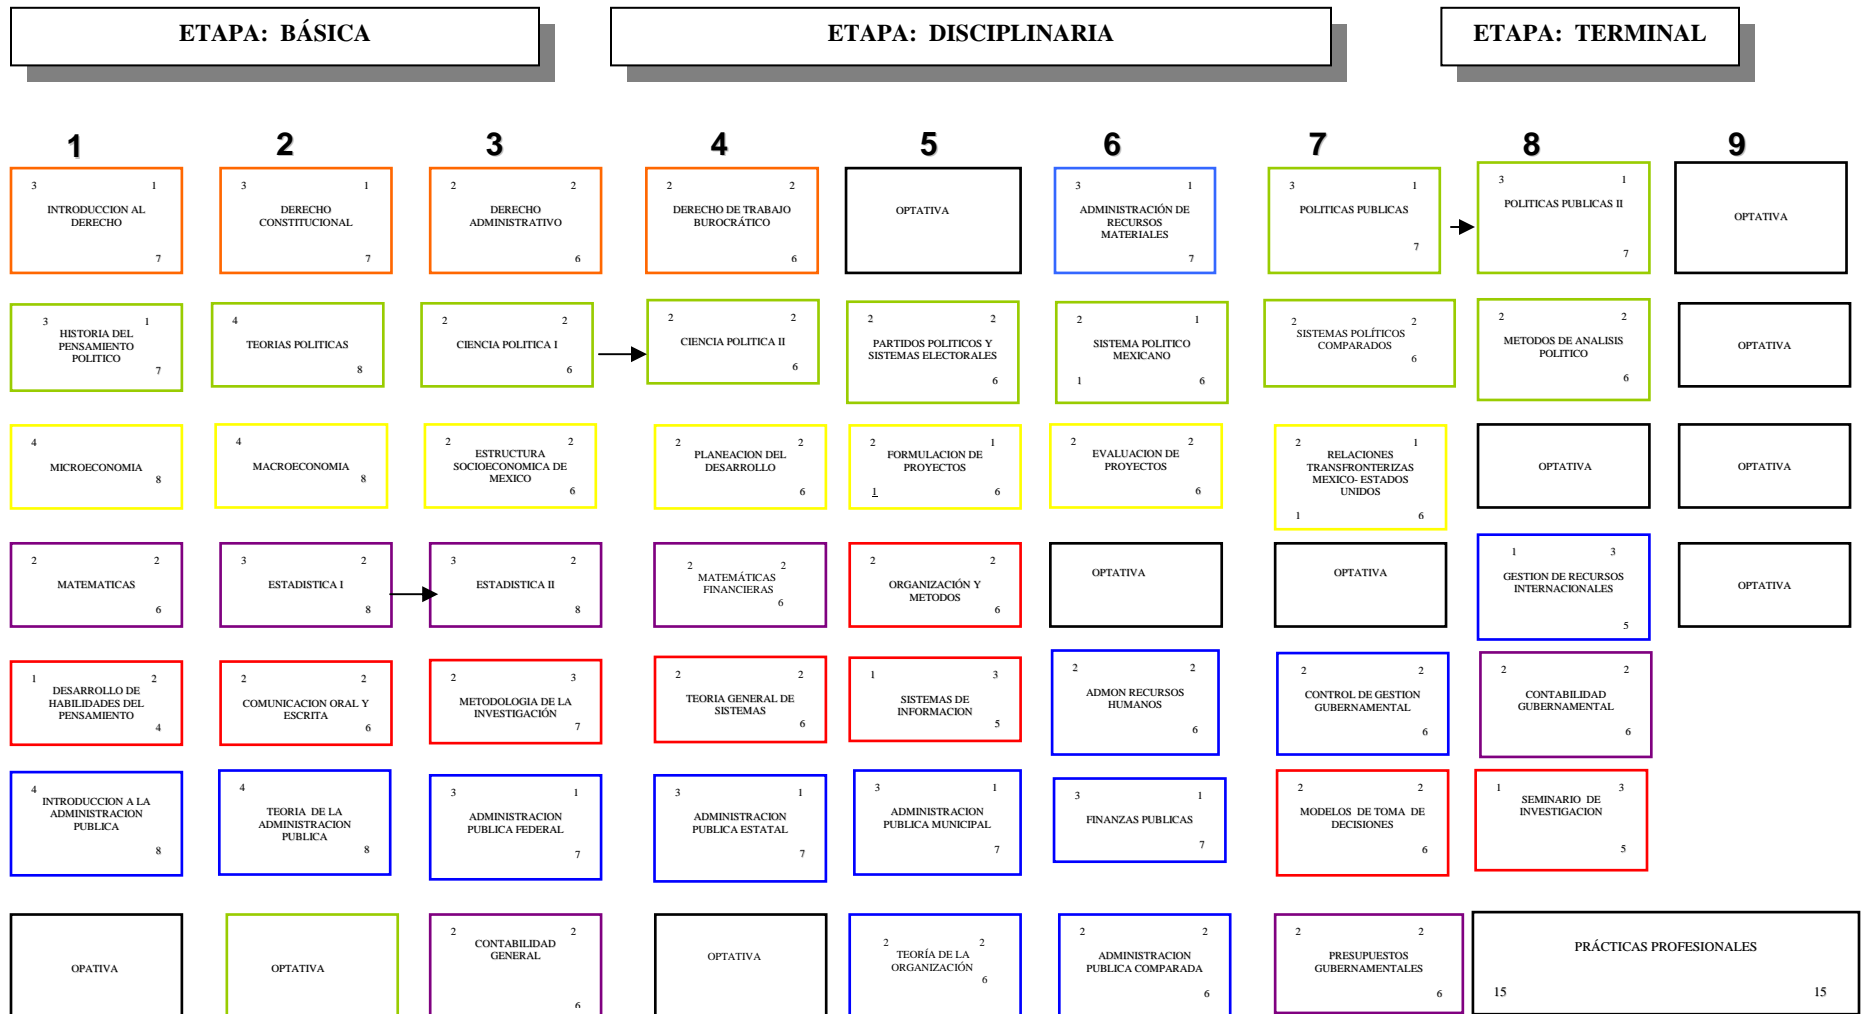 ETAPA: BÁSICA
ETAPA: DISCIPLINARIA
ETAPA: TERMINAL
1 2 3 4 5 6 7 8 9
3 1
INTRODUCCION AL
DERECHO
7
3 1
DERECHO
CONSTITUCIONAL
7
2 2
DERECHO
ADMINISTRATIVO
6
2 2
DERECHO DE TRABAJO
BUROCRÁTICO
6
OPTATIVA
3 1
ADMINISTRACIÓN DE
RECURSOS
MATERIALES
7
3 1
POLITICAS PUBLICAS
7
3 1
POLITICAS PUBLICAS II
7
OPTATIVA
3 1
HISTORIA DEL
PENSAMIENTO
POLITICO
7
4
TEORIAS POLITICAS
8
2 2
CIENCIA POLITICA I
6
2 2
CIENCIA POLITICA II
6
2 2
PARTIDOS POLITICOS Y
SISTEMAS ELECTORALES
6
2 1
SISTEMA POLITICO
MEXICANO
1 6
2 2
SISTEMAS POLÍTICOS
COMPARADOS
6
2 2
METODOS DE ANALISIS
POLITICO
6
OPTATIVA
4
MICROECONOMIA
8
4
MACROECONOMIA
8
2 2
ESTRUCTURA
SOCIOECONOMICA DE
MEXICO
6
2 2
PLANEACION DEL
DESARROLLO
6
2 1
FORMULACION DE
PROYECTOS
1 6
2 2
EVALUACION DE
PROYECTOS
6
2 1
RELACIONES
TRANSFRONTERIZAS
MEXICO- ESTADOS
UNIDOS
1 6
OPTATIVA
OPTATIVA
2 2
MATEMATICAS
6
3 2
ESTADISTICA I
8
3 2
ESTADISTICA II
8
2 2
MATEMÁTICAS
FINANCIERAS
6
2 2
ORGANIZACIÓN Y
METODOS
6
OPTATIVA
OPTATIVA
1 3
GESTION DE RECURSOS
INTERNACIONALES
5
OPTATIVA
1 2
DESARROLLO DE
HABILIDADES DEL
PENSAMIENTO
4
2 2
COMUNICACION ORAL Y
ESCRITA
6
2 3
METODOLOGIA DE LA
INVESTIGACIÓN
7
2 2
TEORIA GENERAL DE
SISTEMAS
6
1 3
SISTEMAS DE
INFORMACION
5
2 2
ADMON RECURSOS
HUMANOS
6
2 2
CONTROL DE GESTION
GUBERNAMENTAL
6
2 2
CONTABILIDAD
GUBERNAMENTAL
6
4
INTRODUCCION A LA
ADMINISTRACION
PUBLICA
8
4
TEORIA DE LA
ADMINISTRACION
PUBLICA
8
3 1
ADMINISTRACION
PUBLICA FEDERAL
7
3 1
ADMINISTRACION
PUBLICA ESTATAL
7
3 1
ADMINISTRACION
PUBLICA MUNICIPAL
7
3 1
FINANZAS PUBLICAS
7
2 2
MODELOS DE TOMA DE
DECISIONES
6
1 3
SEMINARIO DE
INVESTIGACION
5
OPATIVA
OPTATIVA
2 2
CONTABILIDAD
GENERAL
6
OPTATIVA
2 2
TEORÍA DE LA
ORGANIZACIÓN
6
2 2
ADMINISTRACION
PUBLICA COMPARADA
6
2 2
PRESUPUESTOS
GUBERNAMENTALES
6
PRÁCTICAS PROFESIONALES
15 15